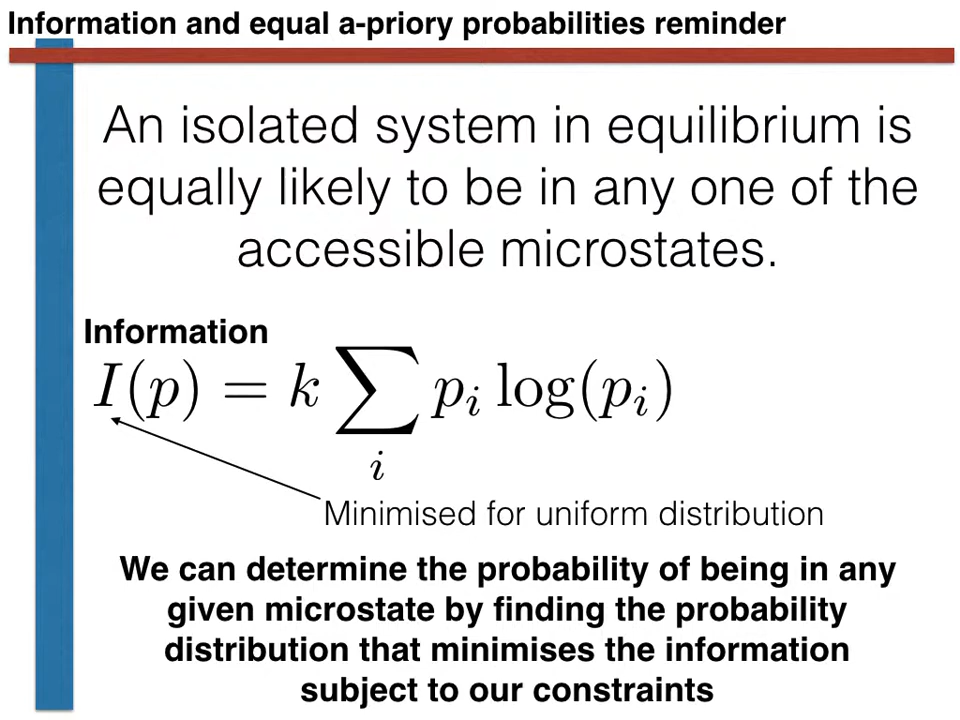 Information and equal a-priory probabilities reminder
An isolated system in equilibrium is
equally likely to be in any one of the
accessible microstates.
Information
I(p) = k ∑_i p_i log(p_i)
Minimised for uniform distribution
We can determine the probability of being in any
given microstate by finding the probability
distribution that minimises the information
subject to our constraints